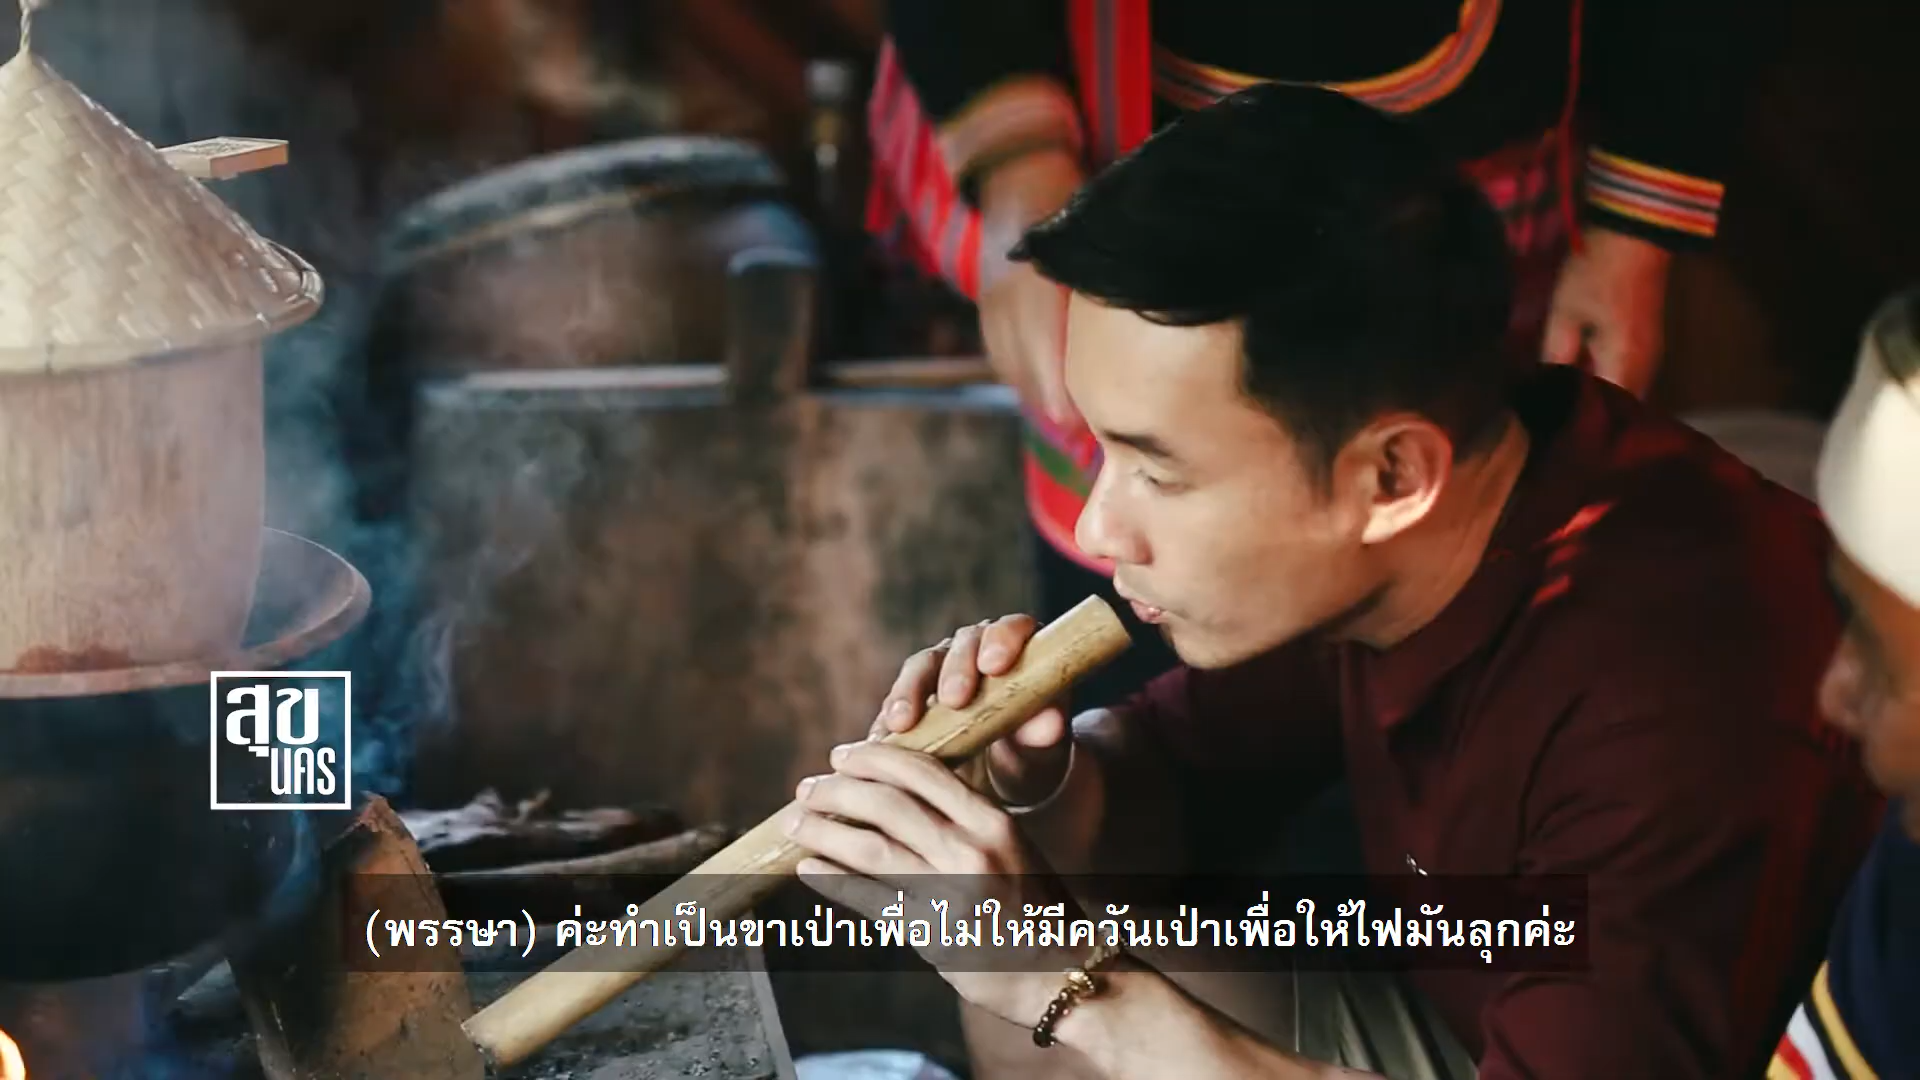 สุข
นคร
(พรรษา) ค่ะทำเป็นขาเป่าเพื่อไม่ให้มีควันเป่าเพื่อให้ไฟมันลุกค่ะ